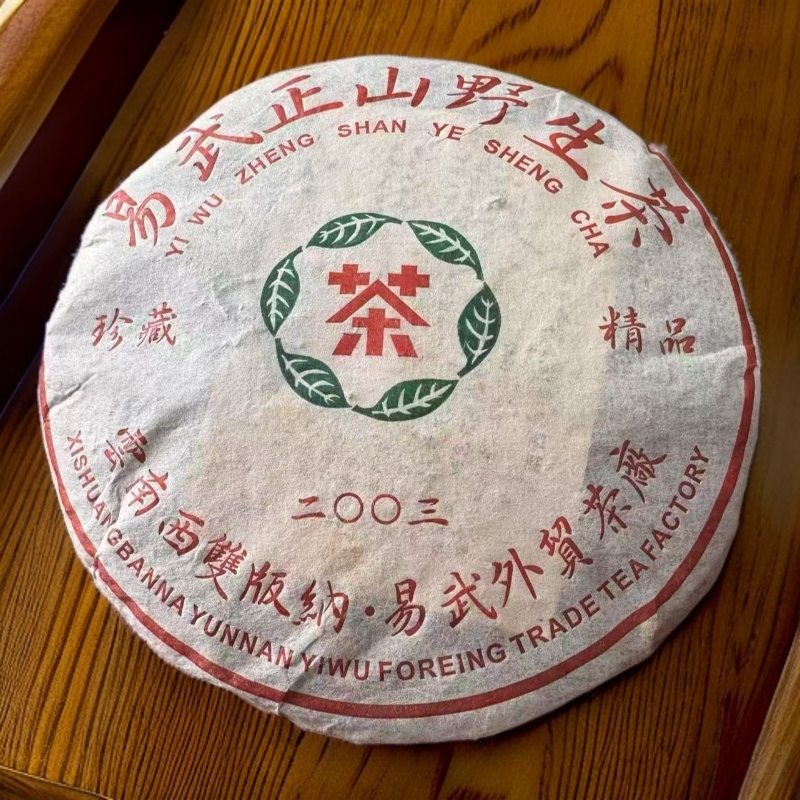 易武正山野生茶
YI WU ZHENG SHAN YE SHENG CHA
茶
珍藏
精品
二〇〇三
雲南西雙版納·易武外貿茶廠
XISHUANGBANNA YUNNAN YIWU FOREING TRADE TEA FACTORY